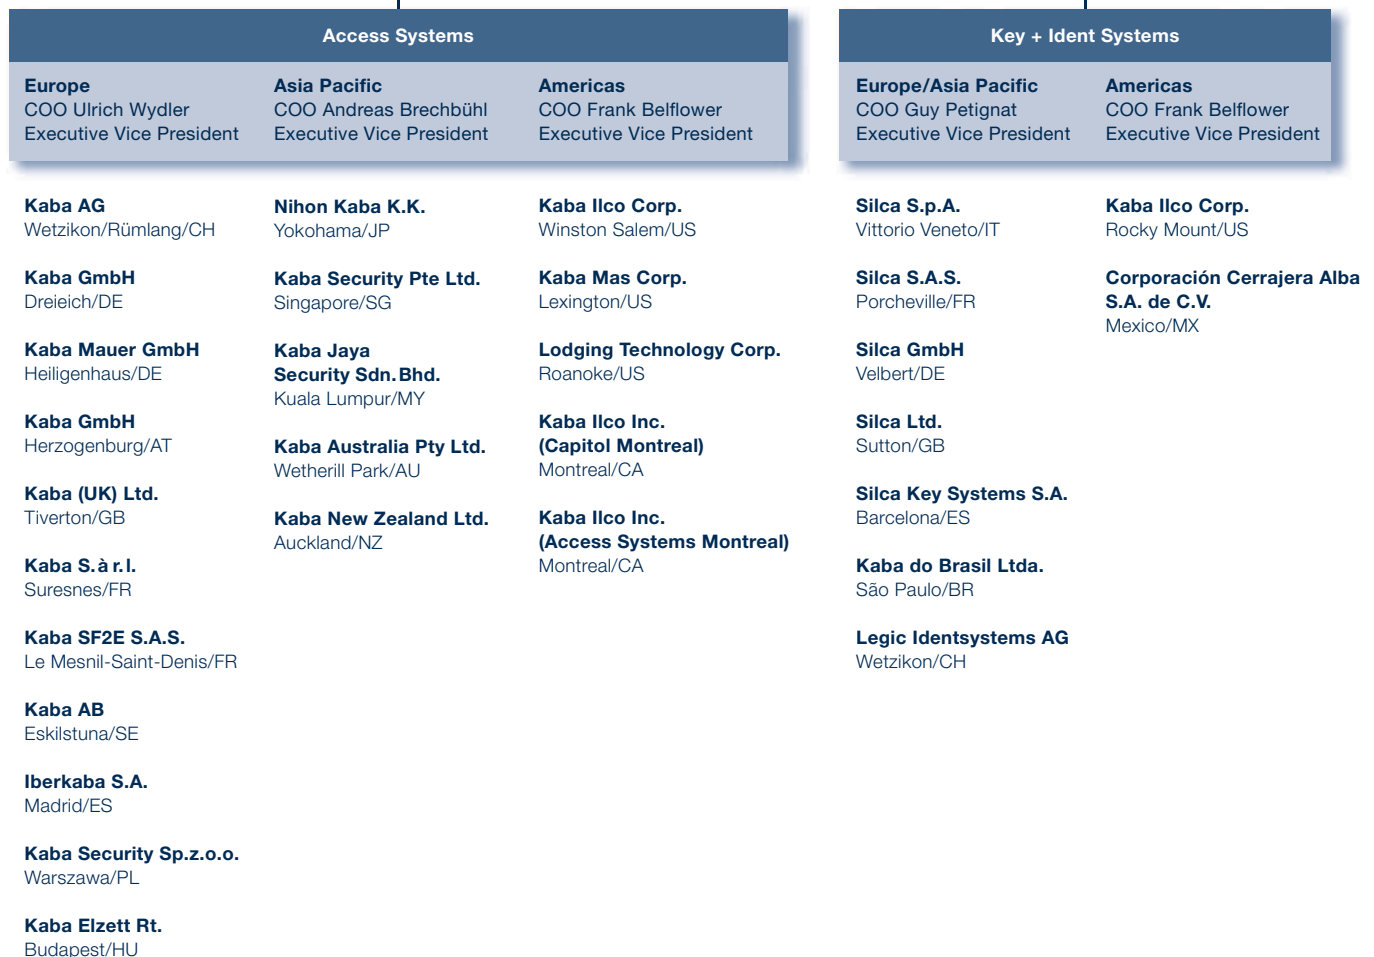 Access Systems
Europe
COO Ulrich Wydler
Executive Vice President
Asia Pacific
COO Andreas Brechbühl
Executive Vice President
Americas
COO Frank Belflower
Executive Vice President
Kaba AG
Wetzikon/Rümlang/CH
Kaba GmbH
Dreieich/DE
Kaba Mauer GmbH
Heiligenhaus/DE
Kaba GmbH
Herzogenburg/AT
Kaba (UK) Ltd.
Tiverton/GB
Kaba S.à r.l.
Suresnes/FR
Kaba SF2E S.A.S.
Le Mesnil-Saint-Denis/FR
Kaba AB
Eskilstuna/SE
Iberkaba S.A.
Madrid/ES
Kaba Security Sp.z.o.o.
Warszawa/PL
Kaba Elzett Rt.
Budapest/HU
Nihon Kaba K.K.
Yokohama/JP
Kaba Security Pte Ltd.
Singapore/SG
Kaba Jaya
Security Sdn.Bhd.
Kuala Lumpur/MY
Kaba Australia Pty Ltd.
Wetherill Park/AU
Kaba New Zealand Ltd.
Auckland/NZ
Kaba Ilco Corp.
Winston Salem/US
Kaba Mas Corp.
Lexington/US
Lodging Technology Corp.
Roanoke/US
Kaba Ilco Inc.
(Capitol Montreal)
Montreal/CA
Kaba Ilco Inc.
(Access Systems Montreal)
Montreal/CA
Key + Ident Systems
Europe/Asia Pacific
COO Guy Petignat
Executive Vice President
Americas
COO Frank Belflower
Executive Vice President
Silca S.p.A.
Vittorio Veneto/IT
Silca S.A.S.
Porcheville/FR
Silca GmbH
Velbert/DE
Silca Ltd.
Sutton/GB
Silca Key Systems S.A.
Barcelona/ES
Kaba do Brasil Ltda.
São Paulo/BR
Legic Identsystems AG
Wetzikon/CH
Kaba Ilco Corp.
Rocky Mount/US
Corporación Cerrajera Alba
S.A. de C.V.
Mexico/MX